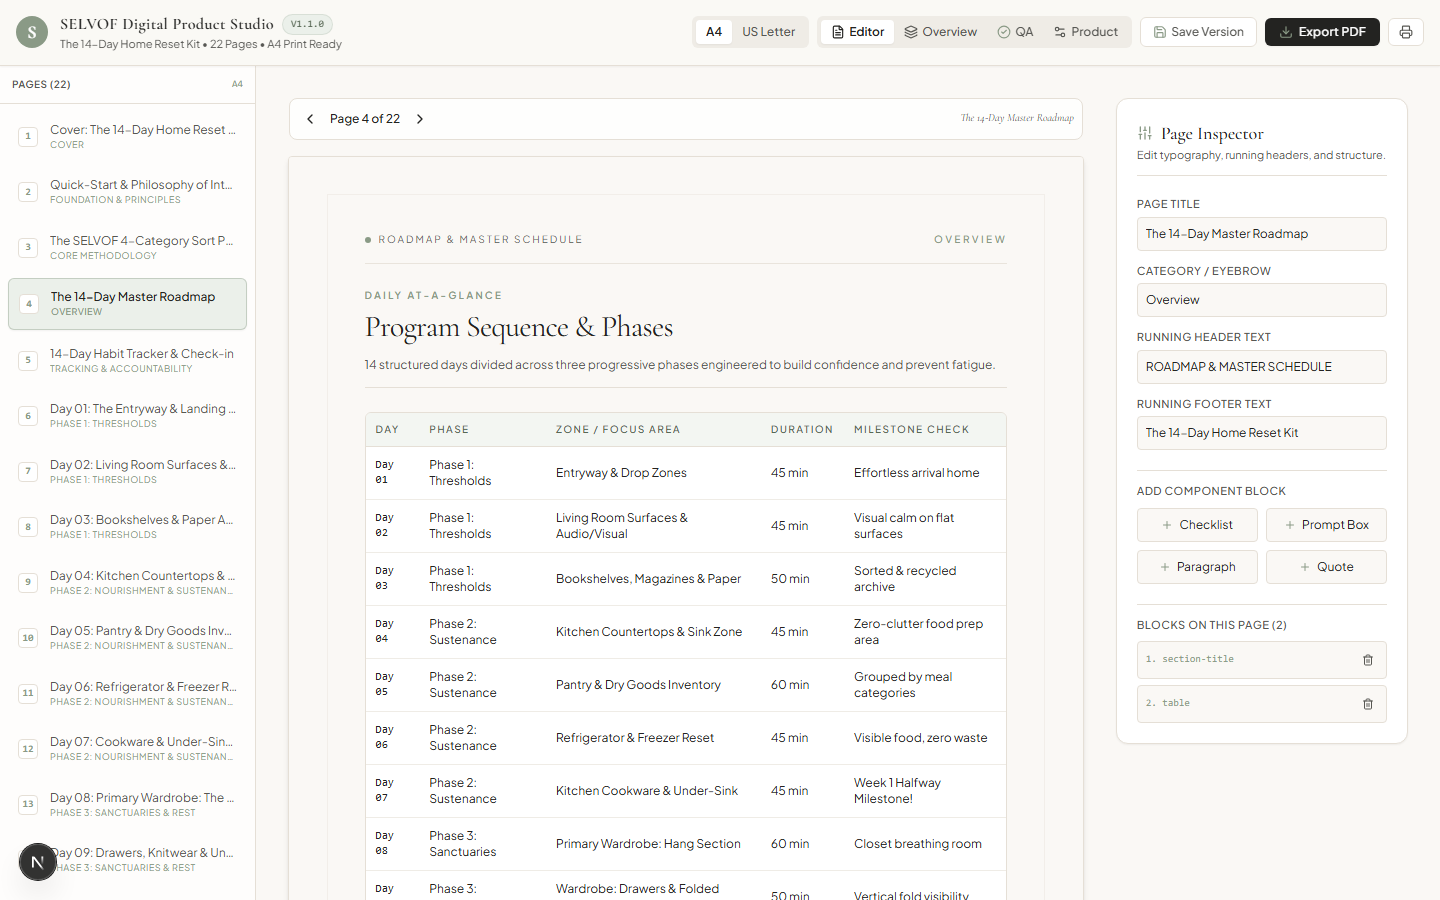 S
SELVOF Digital Product Studio V1.1.0
The 14-Day Home Reset Kit • 22 Pages • A4 Print Ready
A4 US Letter Editor Overview QA Product Save Version Export PDF
PAGES (22) A4
1 Cover: The 14-Day Home Reset ...
COVER
2 Quick-Start & Philosophy of Int...
FOUNDATION & PRINCIPLES
3 The SELVOF 4-Category Sort P...
CORE METHODOLOGY
4 The 14-Day Master Roadmap
OVERVIEW
5 14-Day Habit Tracker & Check-in
TRACKING & ACCOUNTABILITY
6 Day 01: The Entryway & Landing ...
PHASE 1: THRESHOLDS
7 Day 02: Living Room Surfaces &...
PHASE 1: THRESHOLDS
8 Day 03: Bookshelves & Paper A...
PHASE 1: THRESHOLDS
9 Day 04: Kitchen Countertops & ...
PHASE 2: NOURISHMENT & SUSTENAN...
10 Day 05: Pantry & Dry Goods Inv...
PHASE 2: NOURISHMENT & SUSTENAN...
11 Day 06: Refrigerator & Freezer R...
PHASE 2: NOURISHMENT & SUSTENAN...
12 Day 07: Cookware & Under-Sin...
PHASE 2: NOURISHMENT & SUSTENAN...
13 Day 08: Primary Wardrobe: The ...
PHASE 3: SANCTUARIES & REST
N
Day 09: Drawers, Knitwear & Un...
PHASE 3: SANCTUARIES & REST
Page 4 of 22 The 14-Day Master Roadmap
ROADMAP & MASTER SCHEDULE OVERVIEW
DAILY AT-A-GLANCE
Program Sequence & Phases
14 structured days divided across three progressive phases engineered to build confidence and prevent fatigue.
DAY PHASE ZONE / FOCUS AREA DURATION MILESTONE CHECK
Day 01 Phase 1: Thresholds Entryway & Drop Zones 45 min Effortless arrival home
Day 02 Phase 1: Thresholds Living Room Surfaces & Audio/Visual 45 min Visual calm on flat surfaces
Day 03 Phase 1: Thresholds Bookshelves, Magazines & Paper 50 min Sorted & recycled archive
Day 04 Phase 2: Sustenance Kitchen Countertops & Sink Zone 45 min Zero-clutter food prep area
Day 05 Phase 2: Sustenance Pantry & Dry Goods Inventory 60 min Grouped by meal categories
Day 06 Phase 2: Sustenance Refrigerator & Freezer Reset 45 min Visible food, zero waste
Day 07 Phase 2: Sustenance Kitchen Cookware & Under-Sink 45 min Week 1 Halfway Milestone!
Day 08 Phase 3: Sanctuaries Primary Wardrobe: Hang Section 60 min Closet breathing room
Day Phase 3: Wardrobe: Drawers & Folded 50 min Vertical fold visibility
Page Inspector
Edit typography, running headers, and structure.
PAGE TITLE
The 14-Day Master Roadmap
CATEGORY / EYEBROW
Overview
RUNNING HEADER TEXT
ROADMAP & MASTER SCHEDULE
RUNNING FOOTER TEXT
The 14-Day Home Reset Kit
ADD COMPONENT BLOCK
+ Checklist + Prompt Box
+ Paragraph + Quote
BLOCKS ON THIS PAGE (2)
1. section-title
2. table